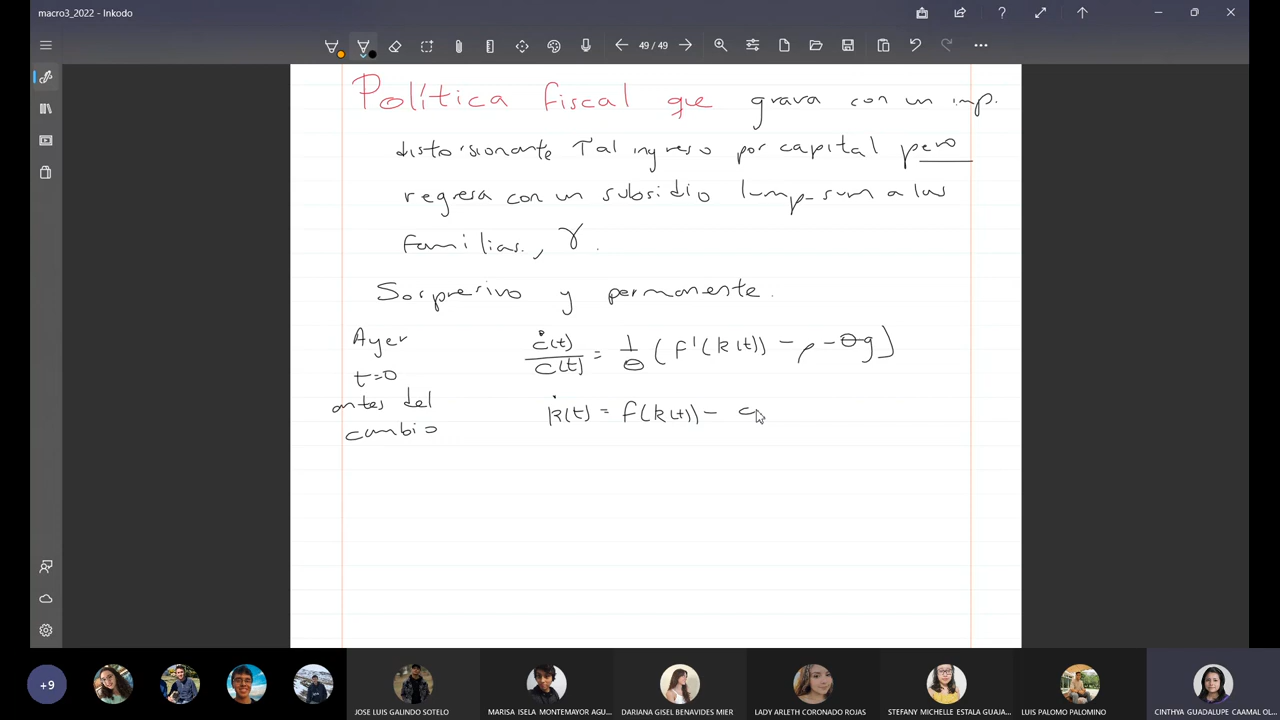 macro3_2022 - Inkodo
49 / 49
Política fiscal que grava con un imp.
distorsionante τ al ingreso por capital pero
regresa con un subsidio lump-sum a las
familias, γ.
Sorpresivo y permanente.
Ayer
t=0
antes del
cambio
ċ(t)/c(t) = 1/θ (f'(k(t)) - ρ - θg)
k̇(t) = f(k(t)) - c
+9
JOSE LUIS GALINDO SOTELO
MARISA ISELA MONTEMAYOR AGU...
DARIANA GISEL BENAVIDES MIER
LADY ARLETH CORONADO ROJAS
STEFANY MICHELLE ESTALA GUAJA...
LUIS PALOMO PALOMINO
CINTHYA GUADALUPE CAAMAL OL...